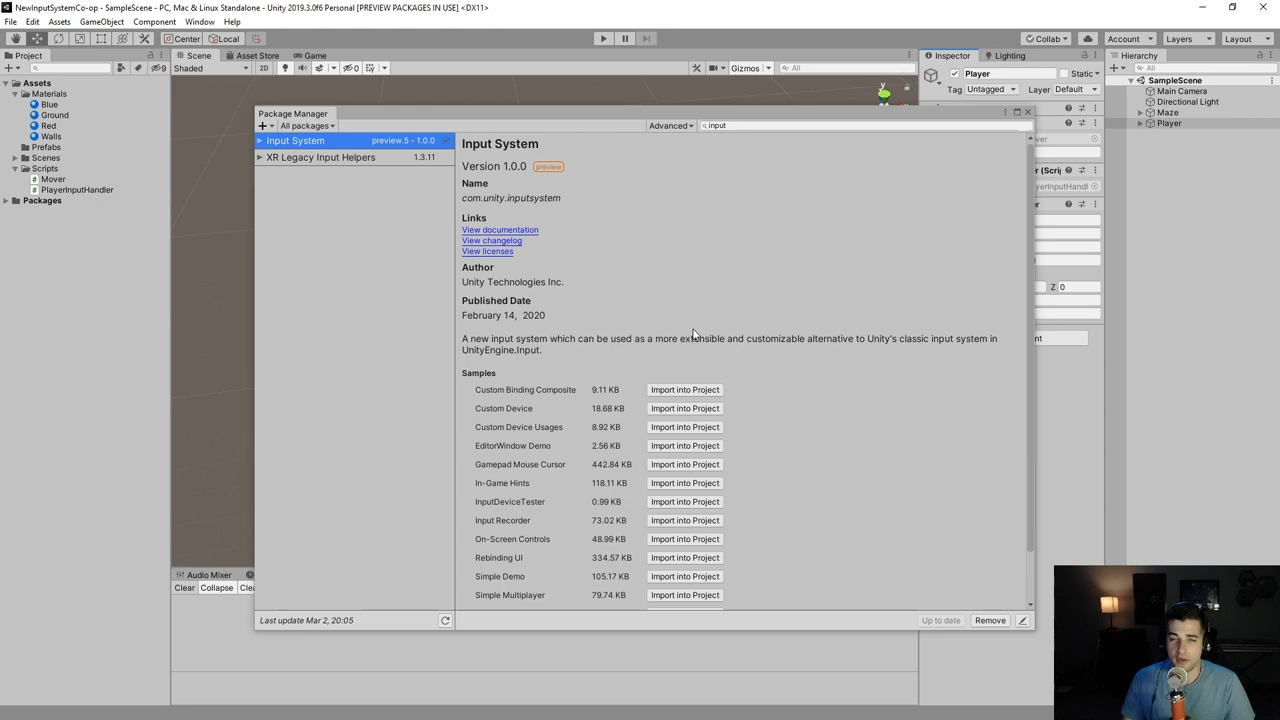 NewInputSystemCo-op - SampleScene - PC, Mac & Linux Standalone - Unity 2019.3.0f6 Personal [PREVIEW PACKAGES IN USE] <DX11>
File Edit Assets GameObject Component Window Help
Center Local Collab Account Layers Layout
Project Scene Asset Store Game Inspector Lighting Hierarchy
9 Shaded 2D 0 Gizmos All All
Assets
Materials
Blue
Ground
Red
Walls
Prefabs
Scenes
Scripts
Mover
PlayerInputHandler
Packages
Package Manager
+ All packages Advanced input
Input System preview.5 - 1.0.0
XR Legacy Input Helpers 1.3.11
Input System
Version 1.0.0 preview
Name
com.unity.inputsystem
Links
View documentation
View changelog
View licenses
Author
Unity Technologies Inc.
Published Date
February 14, 2020
A new input system which can be used as a more extensible and customizable alternative to Unity's classic input system in
UnityEngine.Input.
Samples
Custom Binding Composite 9.11 KB Import into Project
Custom Device 18.68 KB Import into Project
Custom Device Usages 8.92 KB Import into Project
EditorWindow Demo 2.56 KB Import into Project
Gamepad Mouse Cursor 442.84 KB Import into Project
In-Game Hints 118.11 KB Import into Project
InputDeviceTester 0.99 KB Import into Project
Input Recorder 73.02 KB Import into Project
On-Screen Controls 48.99 KB Import into Project
Rebinding UI 334.57 KB Import into Project
Simple Demo 105.17 KB Import into Project
Simple Multiplayer 79.74 KB Import into Project
Last update Mar 2, 20:05 Up to date Remove
Audio Mixer
Clear Collapse Cle
Player Static
Tag Untagged Layer Default
over
r (Scrip
ayerInputHandl
er
Z 0
nt
SampleScene
Main Camera
Directional Light
Maze
Player